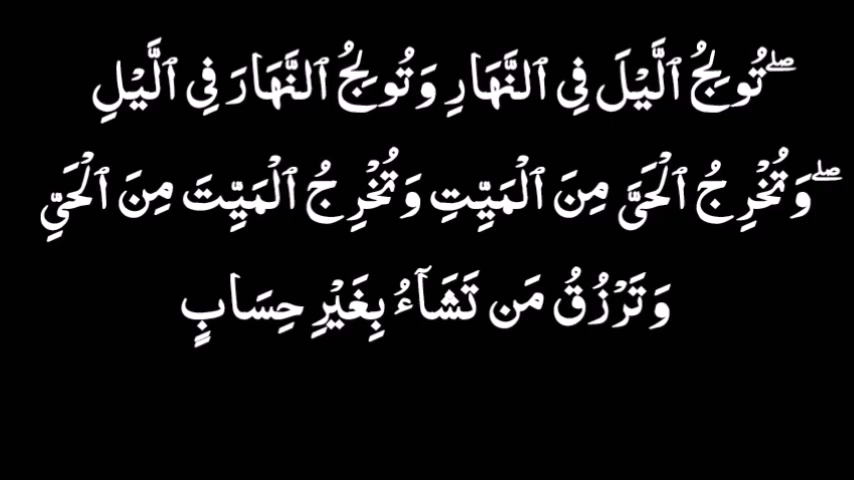 ۖ تُولِجُ ٱلَّيْلَ فِى ٱلنَّهَارِ وَتُولِجُ ٱلنَّهَارَ فِى ٱلَّيْلِ
ۖ وَتُخْرِجُ ٱلْحَىَّ مِنَ ٱلْمَيِّتِ وَتُخْرِجُ ٱلْمَيِّتَ مِنَ ٱلْحَىِّ
وَتَرْزُقُ مَن تَشَآءُ بِغَيْرِ حِسَابٍ